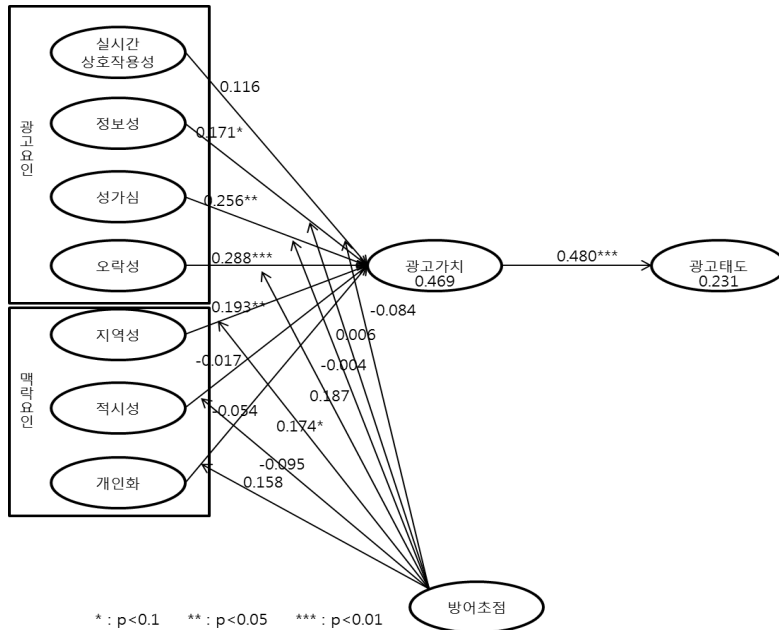 실시간
상호작용성
0.116
광고요인
정보성
0.171*
성가심
0.256**
오락성
0.288***
광고가치
0.469
0.480***
광고태도
0.231
맥락요인
지역성
0.193**
-0.084
0.006
-0.017
-0.004
0.187
적시성
-0.054
0.174*
-0.095
개인화
0.158
방어초점
* : p<0.1 ** : p<0.05 *** : p<0.01